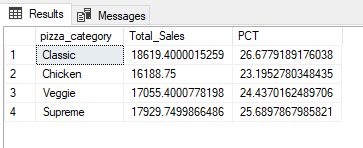 Results Messages
pizza_category Total_Sales PCT
1 Classic 18619.4000015259 26.6779189176038
2 Chicken 16188.75 23.1952780348435
3 Veggie 17055.4000778198 24.4370162489706
4 Supreme 17929.7499866486 25.6897867985821